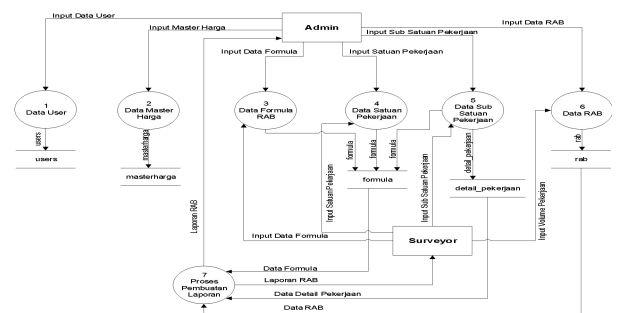 Input Data User
Admin
Input Data RAB
Input Master Harga
Input Sub Satuan Pekerjaan
Input Data Formula
Input Satuan Pekerjaan
1
Data User
2
Data Master
Harga
3
Data Formula
RAB
4
Data Satuan
Pekerjaan
5
Data Sub
Satuan
Pekerjaan
6
Data RAB
users
masterharga
formula
formula
formula
detail_pekerjaan
rab
users
masterharga
formula
detail_pekerjaan
rab
Laporan RAB
Input Satuan Pekerjaan
Input Sub Satuan Pekerjaan
Input Volume Pekerjaan
Input Data Formula
Surveyor
7
Proses
Pembuatan
Laporan
Data Formula
Laporan RAB
Data Detail Pekerjaan
Data RAB